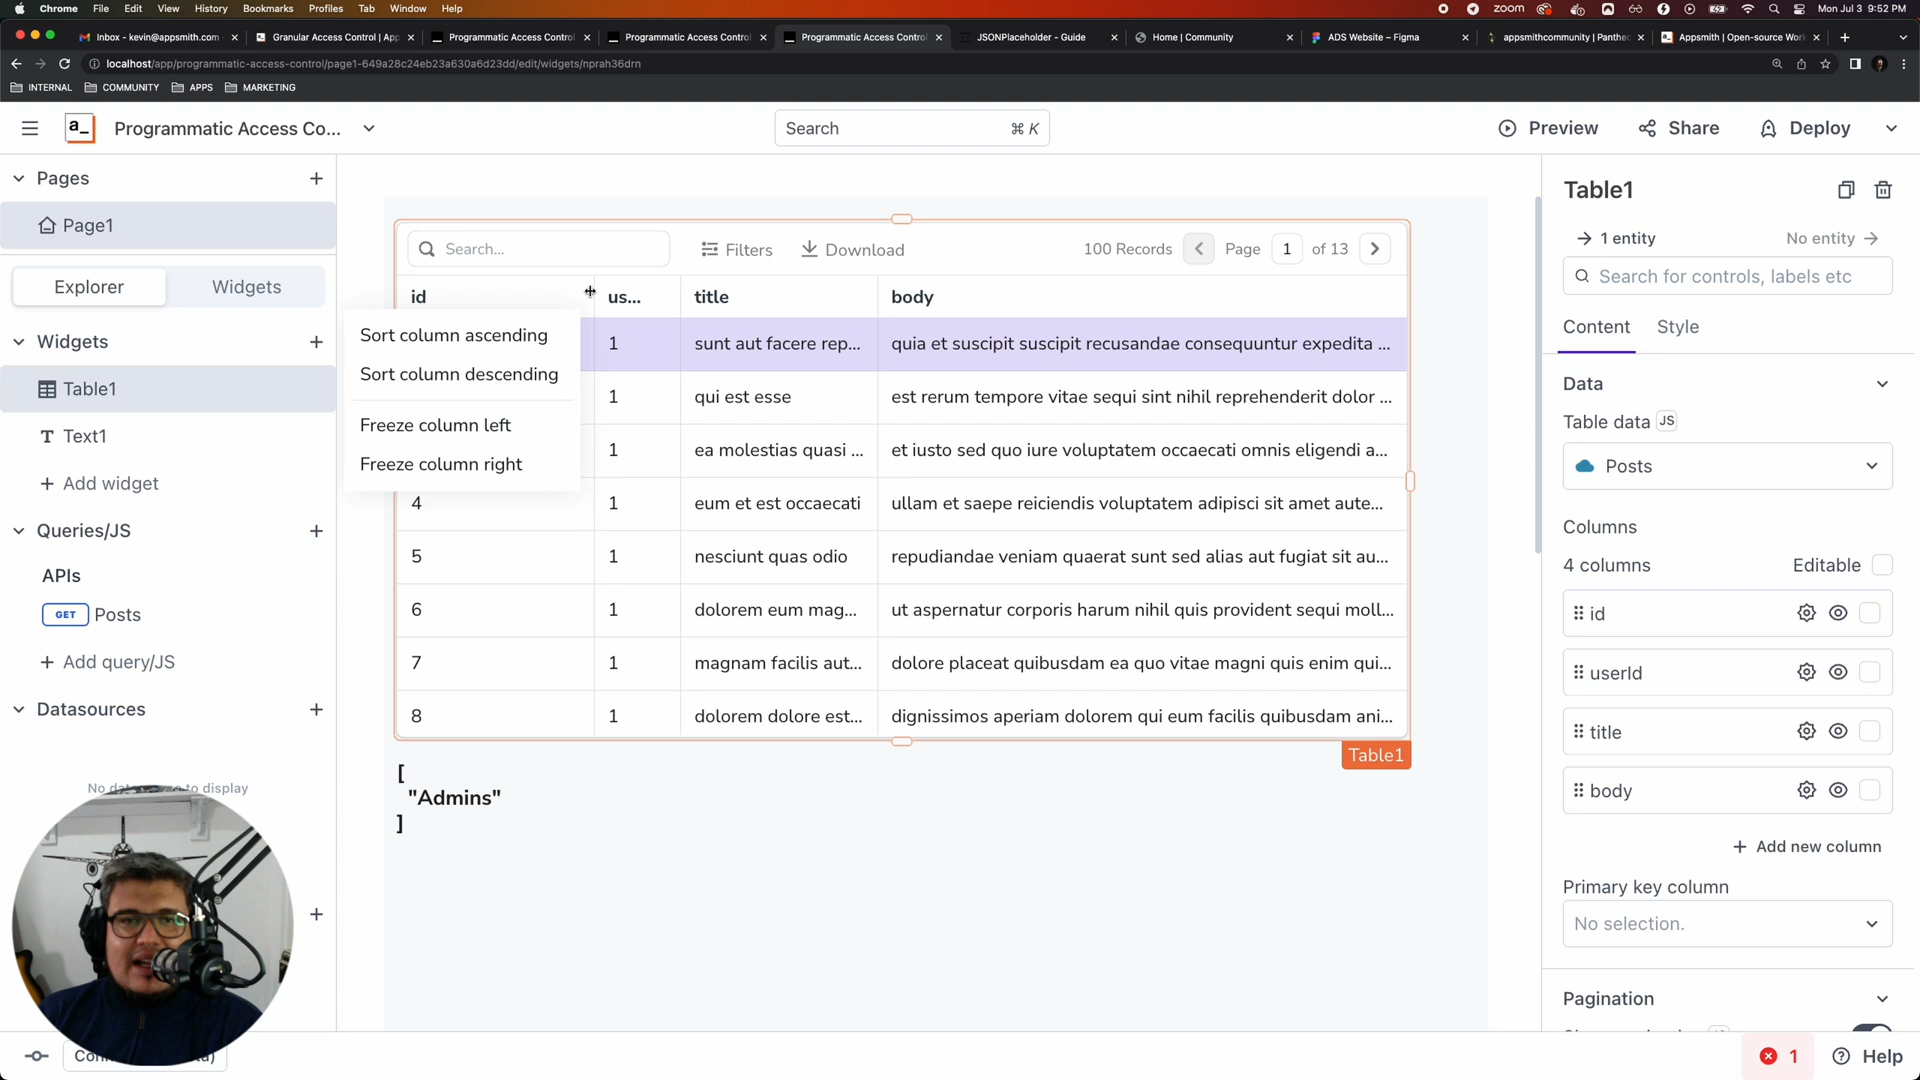 Chrome File Edit View History Bookmarks Profiles Tab Window Help zoom Mon Jul 3 9:52 PM
Inbox - kevin@appsmith.com - Granular Access Control | App Programmatic Access Control Programmatic Access Control Programmatic Access Control JSONPlaceholder - Guide Home | Community ADS Website – Figma appsmithcommunity | Panthe Appsmith | Open-source Work
localhost/app/programmatic-access-control/page1-649a28c24eb23a630a6d23dd/edit/widgets/nprah36drn
INTERNAL COMMUNITY APPS MARKETING
a_ Programmatic Access Co... Search ⌘ K Preview Share Deploy
Pages
Page1
Explorer Widgets
Widgets
Table1
Text1
+ Add widget
Queries/JS
APIs
GET Posts
+ Add query/JS
Datasources
No da to display
Search... Filters Download 100 Records Page 1 of 13
id us... title body
Sort column ascending
Sort column descending
Freeze column left
Freeze column right
1 sunt aut facere rep... quia et suscipit suscipit recusandae consequuntur expedita ...
1 qui est esse est rerum tempore vitae sequi sint nihil reprehenderit dolor ...
1 ea molestias quasi ... et iusto sed quo iure voluptatem occaecati omnis eligendi a...
4 1 eum et est occaecati ullam et saepe reiciendis voluptatem adipisci sit amet aute...
5 1 nesciunt quas odio repudiandae veniam quaerat sunt sed alias aut fugiat sit au...
6 1 dolorem eum mag... ut aspernatur corporis harum nihil quis provident sequi moll...
7 1 magnam facilis aut... dolore placeat quibusdam ea quo vitae magni quis enim qui...
8 1 dolorem dolore est... dignissimos aperiam dolorem qui eum facilis quibusdam ani...
Table1
[
"Admins"
]
Table1
1 entity No entity
Search for controls, labels etc
Content Style
Data
Table data JS
Posts
Columns
4 columns Editable
id
userId
title
body
+ Add new column
Primary key column
No selection.
Pagination
1 Help